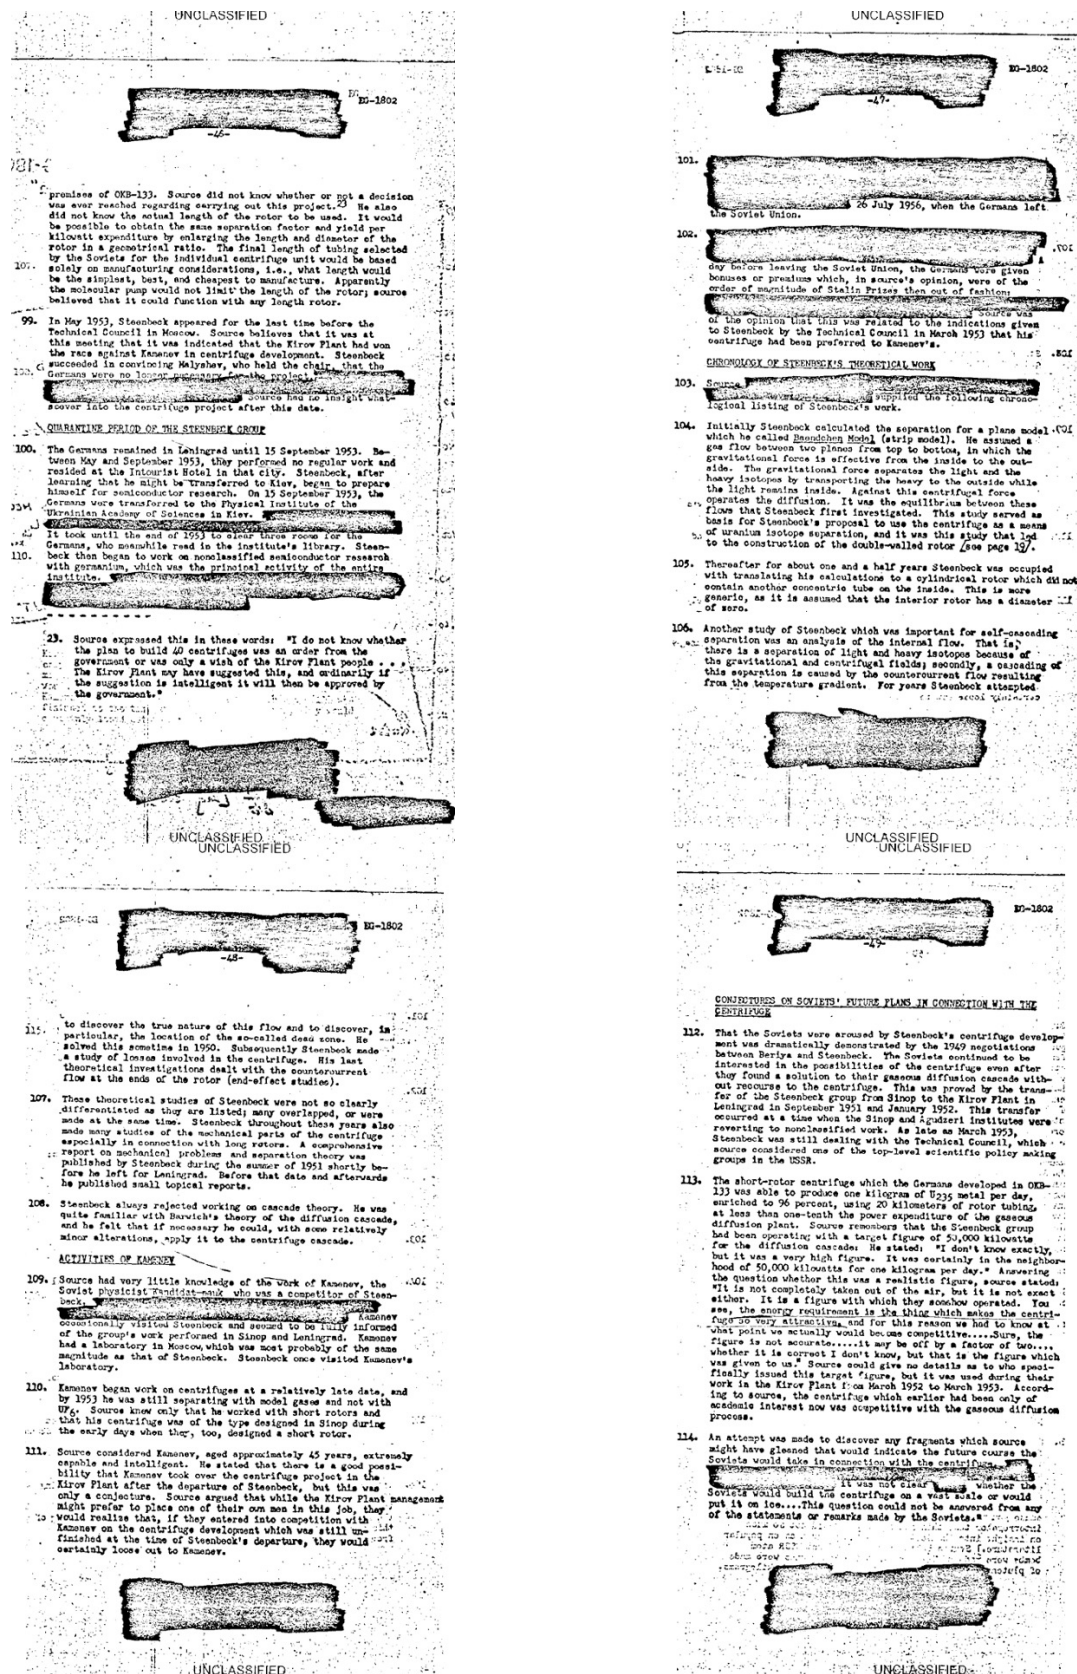 UNCLASSIFIED
EG-1802
-46-
premises of OKB-133. Source did not know whether or not a decision
was ever reached regarding carrying out this project.23 He also
did not know the actual length of the rotor to be used. It would
be possible to obtain the same separation factor and yield per
kilowatt expenditure by enlarging the length and diameter of the
rotor in a geometrical ratio. The final length of tubing selected
by the Soviets for the individual centrifuge unit would be based
solely on manufacturing considerations, i.e., what length would
be the simplest, best, and cheapest to manufacture. Apparently
the molecular pump would not limit the length of the rotor; source
believed that it could function with any length rotor.
99. In May 1953, Steenbeck appeared for the last time before the
Technical Council in Moscow. Source believes that it was at
this meeting that it was indicated that the Kirov Plant had won
the race against Kamenev in centrifuge development. Steenbeck
succeeded in convincing Malyshev, who held the chair, that the
Germans were no longer necessary for the project.
Source had no insight what-
soever into the centrifuge project after this date.
QUARANTINE PERIOD OF THE STEENBECK GROUP
100. The Germans remained in Leningrad until 15 September 1953. Be-
tween May and September 1953, they performed no regular work and
resided at the Intourist Hotel in that city. Steenbeck, after
learning that he might be transferred to Kiev, began to prepare
himself for semiconductor research. On 15 September 1953, the
Germans were transferred to the Physical Institute of the
Ukrainian Academy of Sciences in Kiev.
It took until the end of 1953 to clear three rooms for the
Germans, who meanwhile read in the institute's library. Steen-
beck then began to work on nonclassified semiconductor research
with germanium, which was the principal activity of the entire
institute.
23. Source expressed this in these words: "I do not know whether
the plan to build 40 centrifuges was an order from the
government or was only a wish of the Kirov Plant people . . .
The Kirov Plant may have suggested this, and ordinarily if
the suggestion is intelligent it will then be approved by
the government."
UNCLASSIFIED
UNCLASSIFIED
EG-1802
-47-
101.
26 July 1956, when the Germans left
the Soviet Union.
102.
A
day before leaving the Soviet Union, the Germans were given
bonuses or premiums which, in source's opinion, were of the
order of magnitude of Stalin Prizes then out of fashion;
Source was
of the opinion that this was related to the indications given
to Steenbeck by the Technical Council in March 1953 that his
centrifuge had been preferred to Kamenev's.
CHRONOLOGY OF STEENBECK'S THEORETICAL WORK
103. Source
supplied the following chrono-
logical listing of Steenbeck's work.
104. Initially Steenbeck calculated the separation for a plane model
which he called Baendchen Model (strip model). He assumed a
gas flow between two planes from top to bottom, in which the
gravitational force is effective from the inside to the out-
side. The gravitational force separates the light and the
heavy isotopes by transporting the heavy to the outside while
the light remains inside. Against this centrifugal force
operates the diffusion. It was the equilibrium between these
flows that Steenbeck first investigated. This study served as
basis for Steenbeck's proposal to use the centrifuge as a means
of uranium isotope separation, and it was this study that led
to the construction of the double-walled rotor /see page 19/.
105. Thereafter for about one and a half years Steenbeck was occupied
with translating his calculations to a cylindrical rotor which did not
contain another concentric tube on the inside. This is more
generic, as it is assumed that the interior rotor has a diameter
of zero.
106. Another study of Steenbeck which was important for self-cascading
separation was an analysis of the internal flow. That is,
there is a separation of light and heavy isotopes because of
the gravitational and centrifugal fields; secondly, a cascading of
this separation is caused by the countercurrent flow resulting
from the temperature gradient. For years Steenbeck attempted
UNCLASSIFIED
UNCLASSIFIED
EG-1802
-48-
to discover the true nature of this flow and to discover, in
particular, the location of the so-called dead zone. He
solved this sometime in 1950. Subsequently Steenbeck made
a study of losses involved in the centrifuge. His last
theoretical investigations dealt with the countercurrent
flow at the ends of the rotor (end-effect studies).
107. These theoretical studies of Steenbeck were not so clearly
differentiated as they are listed; many overlapped, or were
made at the same time. Steenbeck throughout these years also
made many studies of the mechanical parts of the centrifuge
especially in connection with long rotors. A comprehensive
report on mechanical problems and separation theory was
published by Steenbeck during the summer of 1951 shortly be-
fore he left for Leningrad. Before that date and afterwards
he published small topical reports.
108. Steenbeck always rejected working on cascade theory. He was
quite familiar with Barwich's theory of the diffusion cascade,
and he felt that if necessary he could, with some relatively
minor alterations, apply it to the centrifuge cascade.
ACTIVITIES OF KAMENEV
109. Source had very little knowledge of the work of Kamenev, the
Soviet physicist Kandidat-nauk who was a competitor of Steen-
beck.
Kamenev
occasionally visited Steenbeck and seemed to be fully informed
of the group's work performed in Sinop and Leningrad. Kamenev
had a laboratory in Moscow, which was most probably of the same
magnitude as that of Steenbeck. Steenbeck once visited Kamenev's
laboratory.
110. Kamenev began work on centrifuges at a relatively late date, and
by 1953 he was still separating with model gases and not with
UF6. Source knew only that he worked with short rotors and
that his centrifuge was of the type designed in Sinop during
the early days when they, too, designed a short rotor.
111. Source considered Kamenev, aged approximately 45 years, extremely
capable and intelligent. He stated that there is a good possi-
bility that Kamenev took over the centrifuge project in the
Kirov Plant after the departure of Steenbeck, but this was
only a conjecture. Source argued that while the Kirov Plant management
might prefer to place one of their own men in this job, they
would realize that, if they entered into competition with
Kamenev on the centrifuge development which was still un-
finished at the time of Steenbeck's departure, they would
certainly loose out to Kamenev.
UNCLASSIFIED
UNCLASSIFIED
EG-1802
-49-
CONJECTURES ON SOVIETS' FUTURE PLANS IN CONNECTION WITH THE
CENTRIFUGE
112. That the Soviets were aroused by Steenbeck's centrifuge develop-
ment was dramatically demonstrated by the 1949 negotiations
between Beriya and Steenbeck. The Soviets continued to be
interested in the possibilities of the centrifuge even after
they found a solution to their gaseous diffusion cascade with-
out recourse to the centrifuge. This was proved by the trans-
fer of the Steenbeck group from Sinop to the Kirov Plant in
Leningrad in September 1951 and January 1952. This transfer
occurred at a time when the Sinop and Agudzeri institutes were
reverting to nonclassified work. As late as March 1953,
Steenbeck was still dealing with the Technical Council, which
source considered one of the top-level scientific policy making
groups in the USSR.
113. The short-rotor centrifuge which the Germans developed in OKB-
133 was able to produce one kilogram of U235 metal per day,
enriched to 96 percent, using 20 kilometers of rotor tubing,
at less than one-tenth the power expenditure of the gaseous
diffusion plant. Source remembers that the Steenbeck group
had been operating with a target figure of 50,000 kilowatts
for the diffusion cascade: He stated: "I don't know exactly,
but it was a very high figure. It was certainly in the neighbor-
hood of 50,000 kilowatts for one kilogram per day." Answering
the question whether this was a realistic figure, source stated:
"It is not completely taken out of the air, but it is not exact
either. It is a figure with which they somehow operated. You
see, the energy requirement is the thing which makes the centri-
fuge so very attractive, and for this reason we had to know at
what point we actually would become competitive.....Sure, the
figure is not accurate.....it may be off by a factor of two....
whether it is correct I don't know, but that is the figure which
was given to us." Source could give no details as to who speci-
fically issued this target figure, but it was used during their
work in the Kirov Plant from March 1952 to March 1953. Accord-
ing to source, the centrifuge which earlier had been only of
academic interest now was competitive with the gaseous diffusion
process.
114. An attempt was made to discover any fragments which source
might have gleaned that would indicate the future course the
Soviets would take in connection with the centrifuge.
it was not clear whether the
Soviets would build the centrifuge on a vast scale or would
put it on ice....This question could not be answered from any
of the statements or remarks made by the Soviets."
UNCLASSIFIED